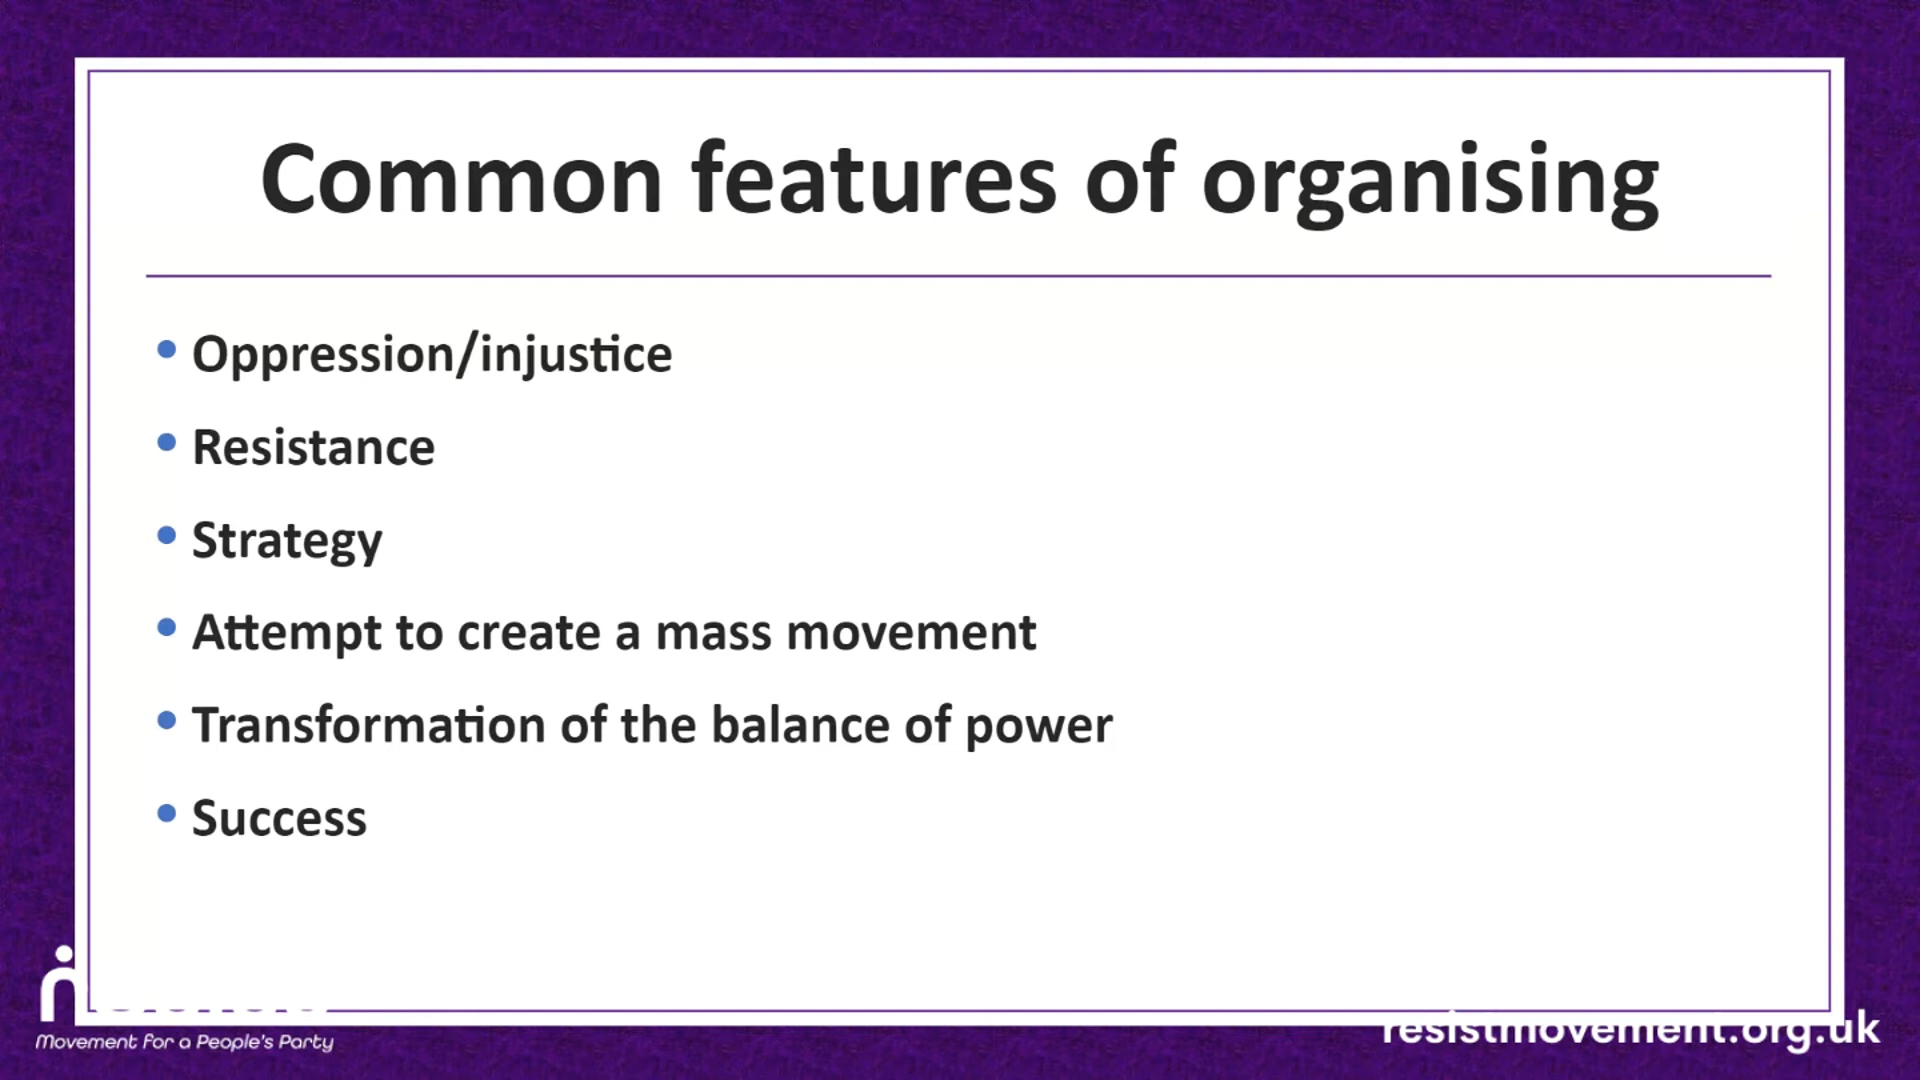 Common features of organising
• Oppression/injustice
• Resistance
• Strategy
• Attempt to create a mass movement
• Transformation of the balance of power
• Success
Movement for a People's Party
resistmovement.org.uk